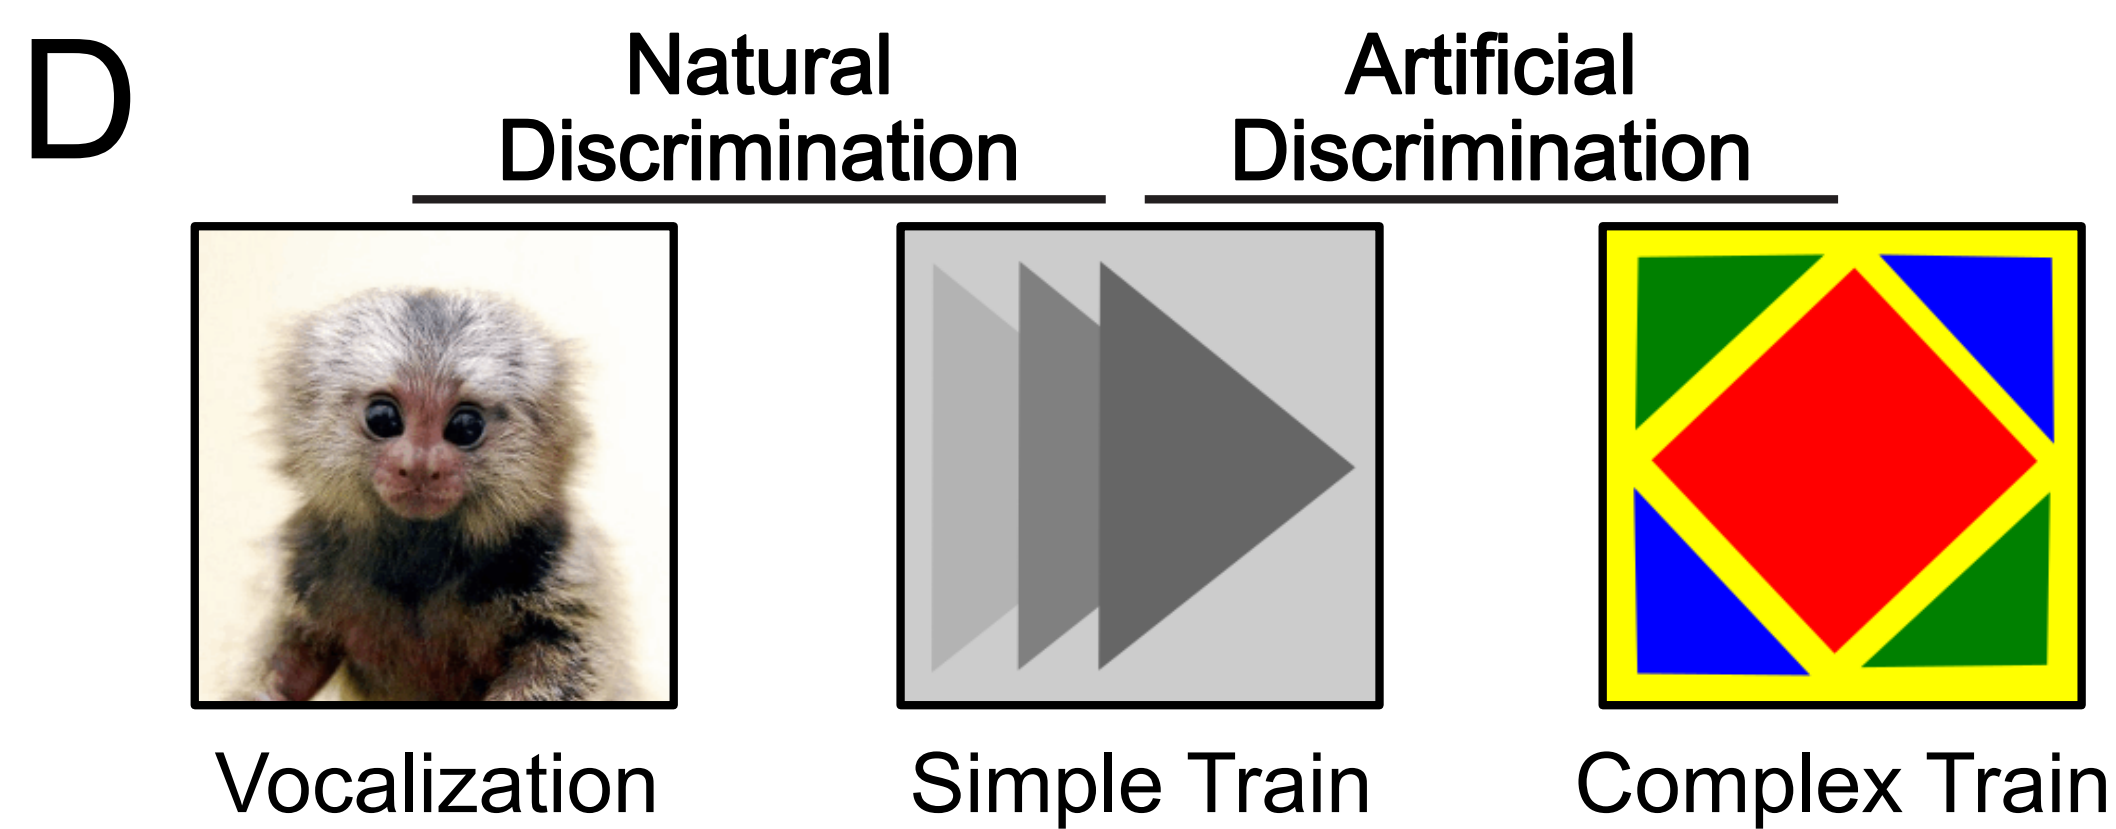 D
Natural
Discrimination
Artificial
Discrimination
Vocalization
Simple Train
Complex Train